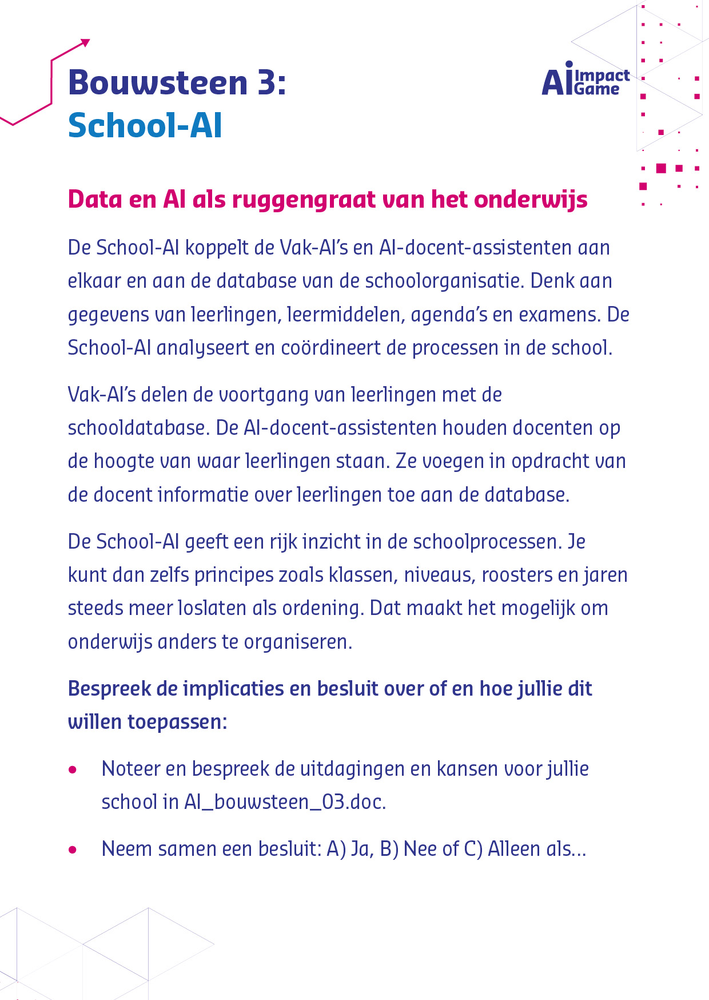 Bouwsteen 3:
School-AI
Ai Impact
Game
Data en AI als ruggengraat van het onderwijs
De School-AI koppelt de Vak-AI’s en AI-docent-assistenten aan
elkaar en aan de database van de schoolorganisatie. Denk aan
gegevens van leerlingen, leermiddelen, agenda’s en examens. De
School-AI analyseert en coördineert de processen in de school.
Vak-AI’s delen de voortgang van leerlingen met de
schooldatabase. De AI-docent-assistenten houden docenten op
de hoogte van waar leerlingen staan. Ze voegen in opdracht van
de docent informatie over leerlingen toe aan de database.
De School-AI geeft een rijk inzicht in de schoolprocessen. Je
kunt dan zelfs principes zoals klassen, niveaus, roosters en jaren
steeds meer loslaten als ordening. Dat maakt het mogelijk om
onderwijs anders te organiseren.
Bespreek de implicaties en besluit over of en hoe jullie dit
willen toepassen:
• Noteer en bespreek de uitdagingen en kansen voor jullie
school in AI_bouwsteen_03.doc.
• Neem samen een besluit: A) Ja, B) Nee of C) Alleen als...